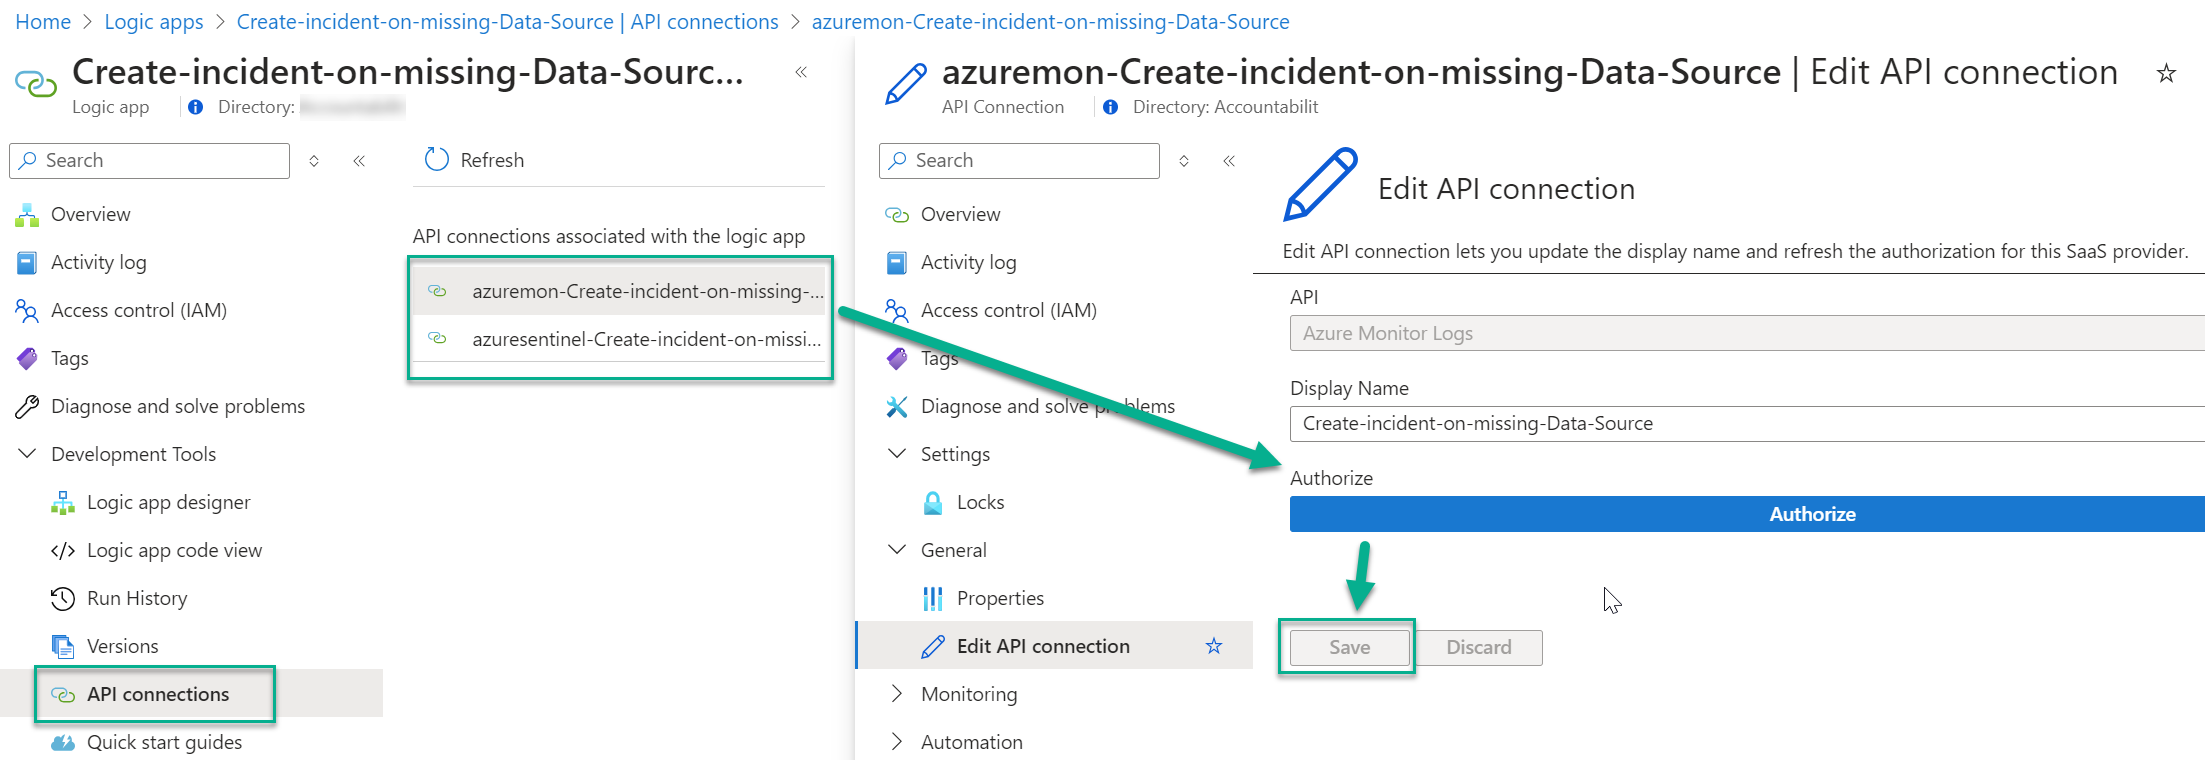 Home > Logic apps > Create-incident-on-missing-Data-Source | API connections > azuremon-Create-incident-on-missing-Data-Source
Create-incident-on-missing-Data-Sourc...
Logic app
Directory:
Search
Overview
Activity log
Access control (IAM)
Tags
Diagnose and solve problems
Development Tools
Logic app designer
Logic app code view
Run History
Versions
API connections
Quick start guides
Refresh
API connections associated with the logic app
azuremon-Create-incident-on-missing-...
azuresentinel-Create-incident-on-missi...
azuremon-Create-incident-on-missing-Data-Source | Edit API connection
API Connection
Directory: Accountabilit
Search
Overview
Activity log
Access control (IAM)
Tags
Diagnose and solve problems
Settings
Locks
General
Properties
Edit API connection
Monitoring
Automation
Edit API connection
Edit API connection lets you update the display name and refresh the authorization for this SaaS provider.
API
Azure Monitor Logs
Display Name
Create-incident-on-missing-Data-Source
Authorize
Authorize
Save
Discard